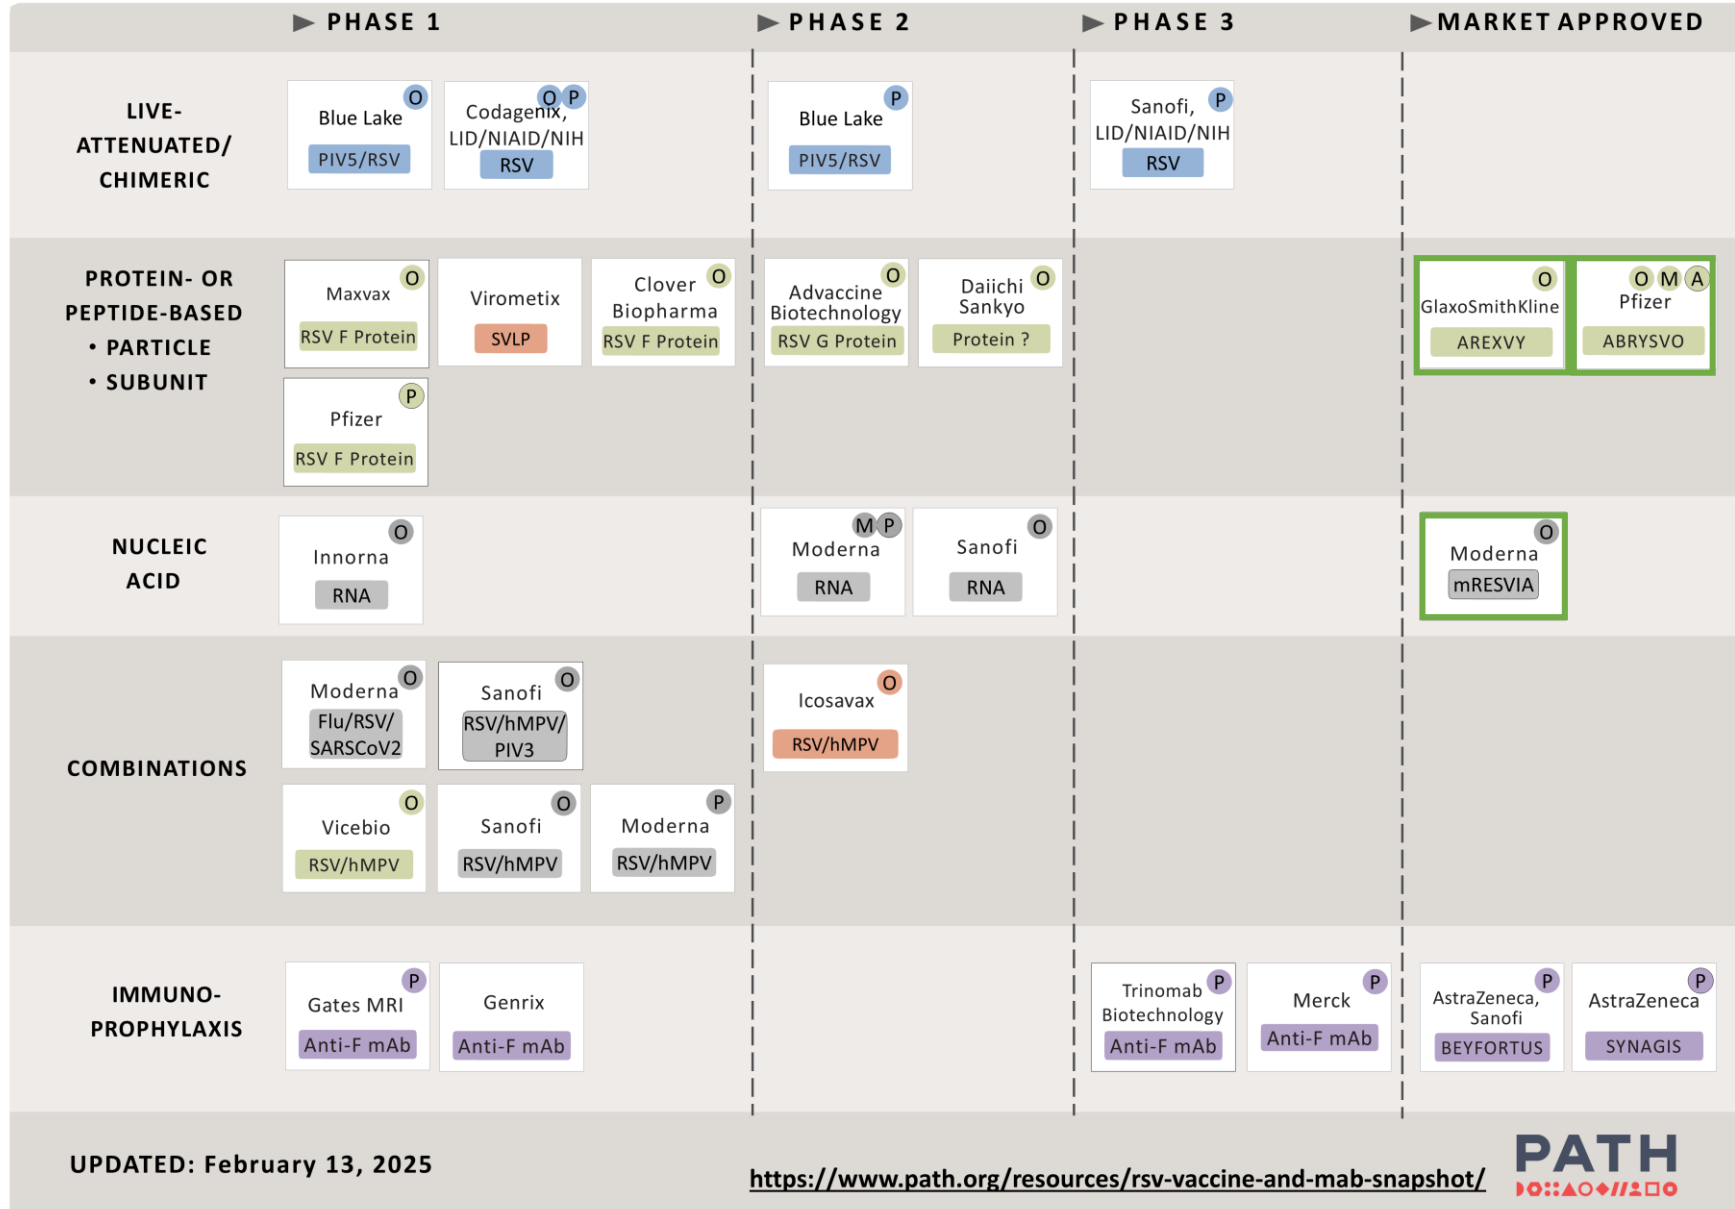 PHASE 1
PHASE 2
PHASE 3
MARKET APPROVED
LIVE-
ATTENUATED/
CHIMERIC
O
Blue Lake
PIV5/RSV
O P
Codagenix,
LID/NIAID/NIH
RSV
P
Blue Lake
PIV5/RSV
P
Sanofi,
LID/NIAID/NIH
RSV
PROTEIN- OR
PEPTIDE-BASED
• PARTICLE
• SUBUNIT
O
Maxvax
RSV F Protein
Virometix
SVLP
O
Clover
Biopharma
RSV F Protein
O
Advaccine
Biotechnology
RSV G Protein
O
Daiichi
Sankyo
Protein ?
O
GlaxoSmithKline
AREXVY
O M A
Pfizer
ABRYSVO
P
Pfizer
RSV F Protein
NUCLEIC
ACID
O
Innorna
RNA
M P
Moderna
RNA
O
Sanofi
RNA
O
Moderna
mRESVIA
COMBINATIONS
O
Moderna
Flu/RSV/
SARSCoV2
O
Sanofi
RSV/hMPV/
PIV3
O
Icosavax
RSV/hMPV
O
Vicebio
RSV/hMPV
O
Sanofi
RSV/hMPV
P
Moderna
RSV/hMPV
IMMUNO-
PROPHYLAXIS
P
Gates MRI
Anti-F mAb
Genrix
Anti-F mAb
P
Trinomab
Biotechnology
Anti-F mAb
P
Merck
Anti-F mAb
P
AstraZeneca,
Sanofi
BEYFORTUS
P
AstraZeneca
SYNAGIS
UPDATED: February 13, 2025
https://www.path.org/resources/rsv-vaccine-and-mab-snapshot/
PATH